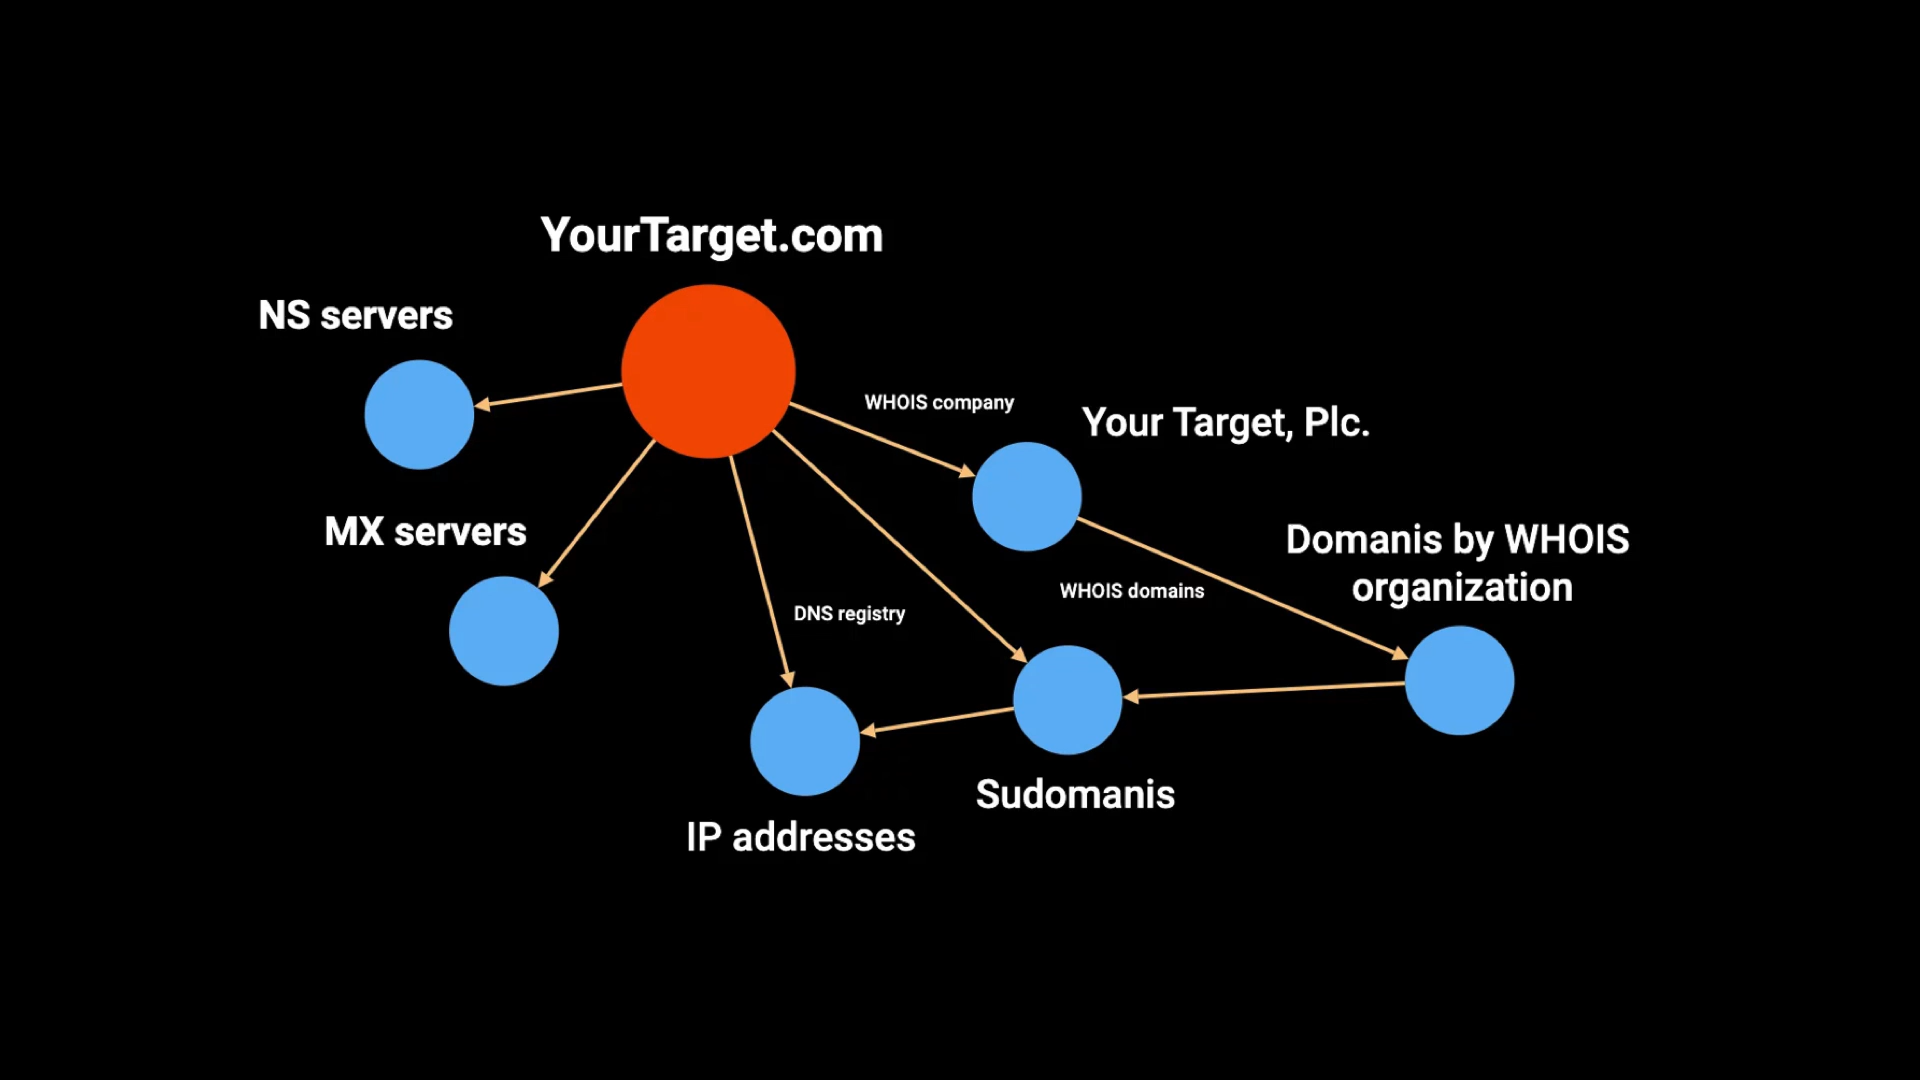 YourTarget.com
NS servers
WHOIS company
Your Target, Plc.
MX servers
Domanis by WHOIS
organization
WHOIS domains
DNS registry
Sudomanis
IP addresses